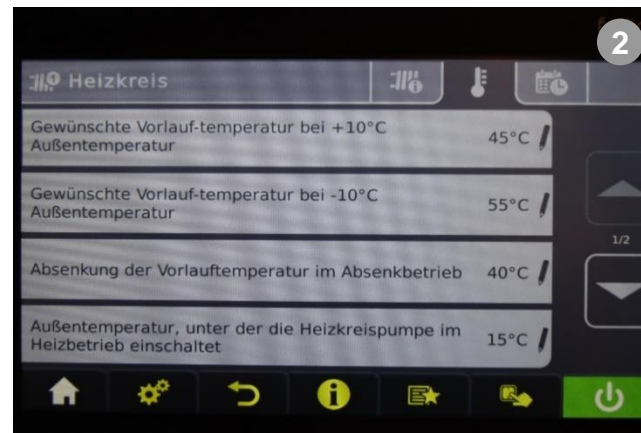 2
Heizkreis
Gewünschte Vorlauf-temperatur bei +10°C
Außentemperatur
45°C
Gewünschte Vorlauf-temperatur bei -10°C
Außentemperatur
55°C
1/2
Absenkung der Vorlauftemperatur im Absenkbetrieb
40°C
Außentemperatur, unter der die Heizkreispumpe im
Heizbetrieb einschaltet
15°C